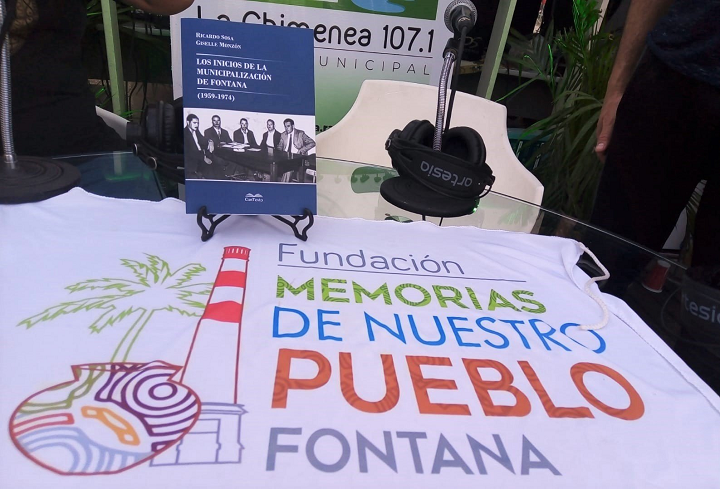 La Chimenea 107.1
MUNICIPAL
RICARDO SOSA
GISELLE MONZÓN
LOS INICIOS DE LA
MUNICIPALIZACIÓN
DE FONTANA
(1959-1974)
ConTexto
artesia
Fundación
MEMORIAS
DE NUESTRO
PUEBLO
FONTANA